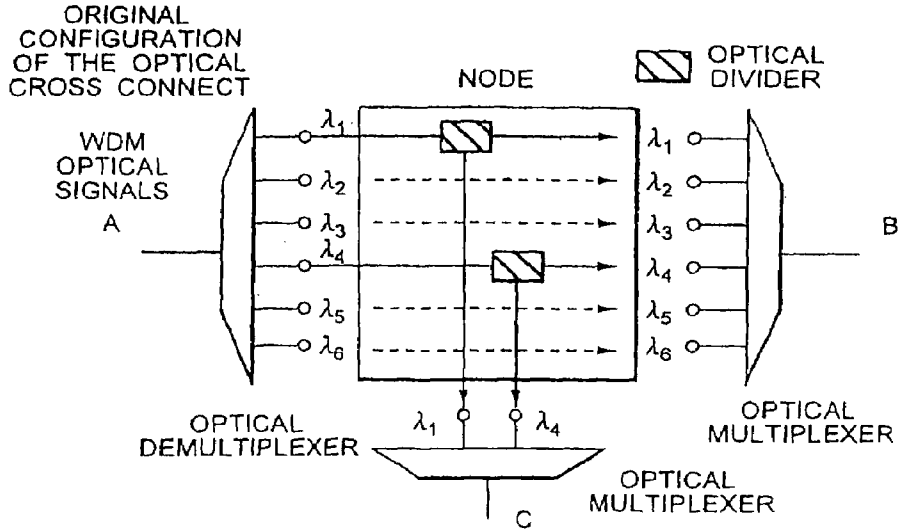 ORIGINAL
CONFIGURATION
OF THE OPTICAL
CROSS CONNECT
NODE
OPTICAL
DIVIDER
WDM
OPTICAL
SIGNALS
A
λ1
λ2
λ3
λ4
λ5
λ6
λ1
λ2
λ3
λ4
λ5
λ6
B
OPTICAL
DEMULTIPLEXER
λ1
λ4
OPTICAL
MULTIPLEXER
OPTICAL
MULTIPLEXER
C